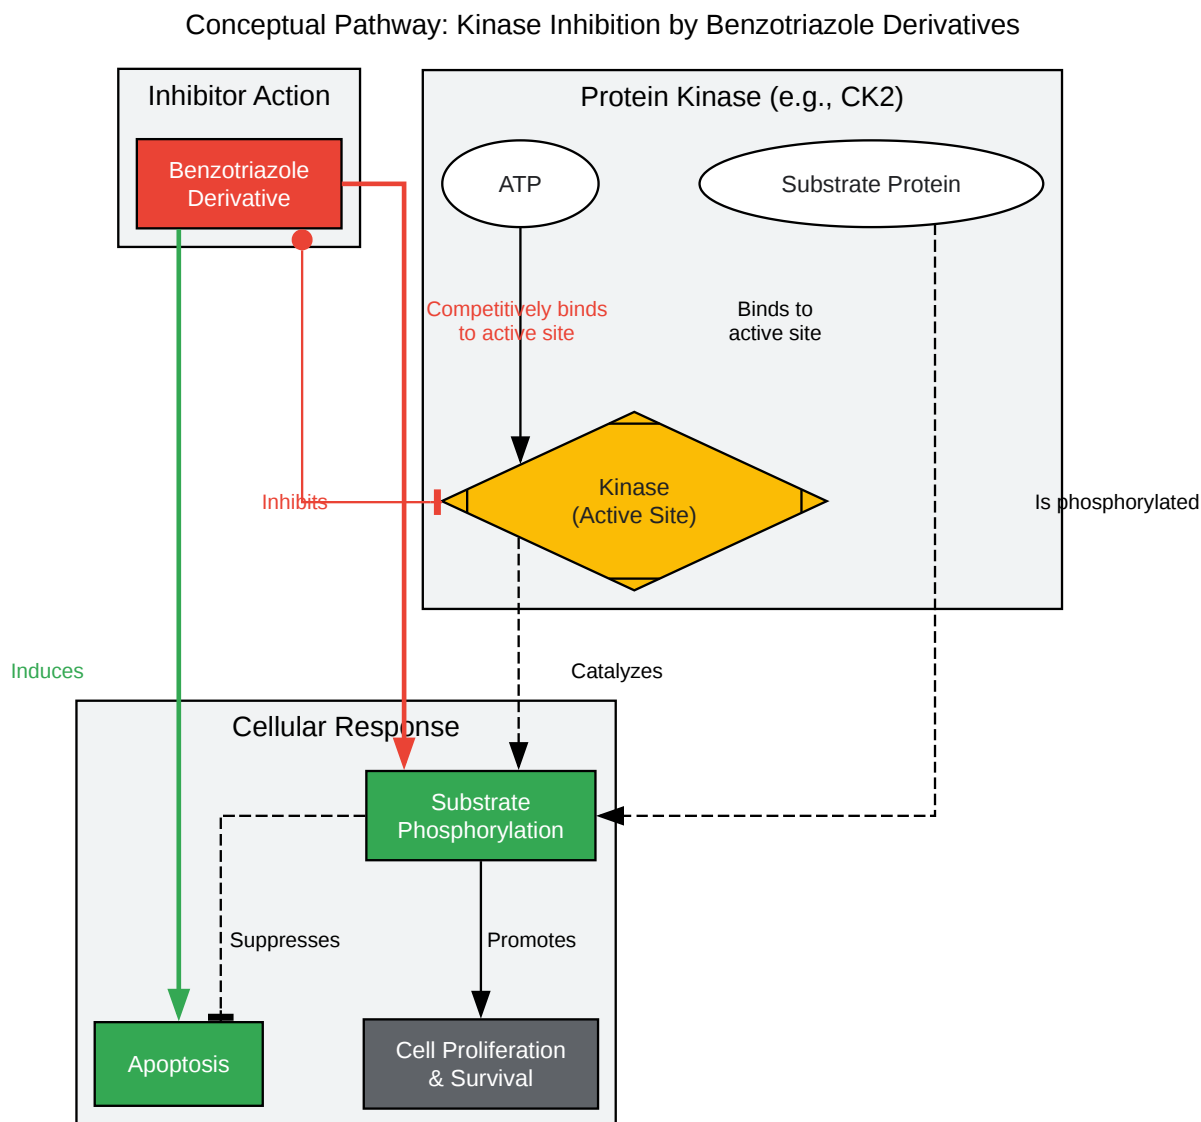 Conceptual Pathway: Kinase Inhibition by Benzotriazole Derivatives
Inhibitor Action
Protein Kinase (e.g., CK2)
Benzotriazole
Derivative
ATP
Substrate Protein
Competitively binds
to active site
Binds to
active site
Kinase
(Active Site)
Inhibits
Is phosphorylated
Induces
Catalyzes
Cellular Response
Substrate
Phosphorylation
Suppresses
Promotes
Apoptosis
Cell Proliferation
& Survival